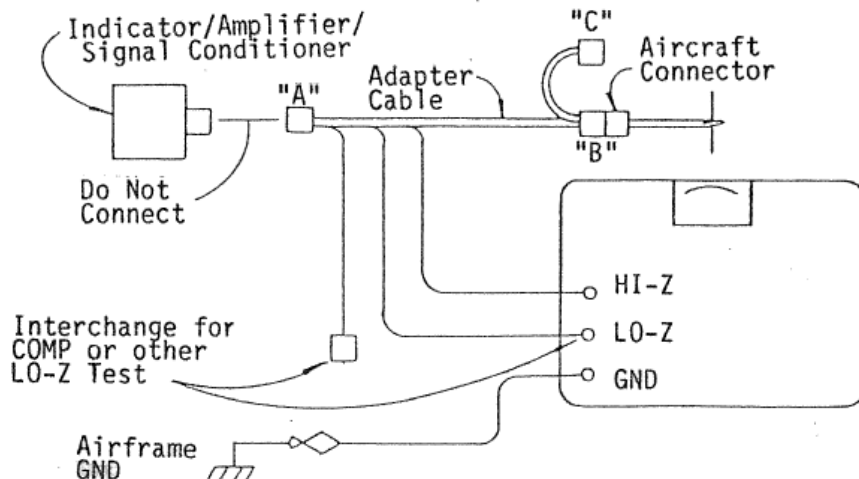 Indicator/Amplifier/
Signal Conditioner
"A"
Adapter
Cable
"C"
Aircraft
Connector
"B"
Do Not
Connect
HI-Z
LO-Z
GND
Interchange for
COMP or other
LO-Z Test
Airframe
GND